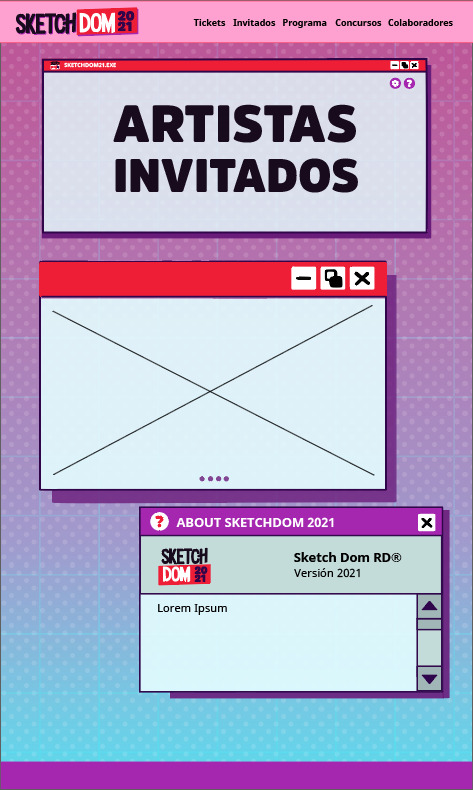 SKETCH DOM 2021
Tickets Invitados Programa Concursos Colaboradores
SKETCHDOM21.EXE
?
ARTISTAS
INVITADOS
? ABOUT SKETCHDOM 2021
SKETCH
DOM 2021
Sketch Dom RD®
Versión 2021
Lorem Ipsum